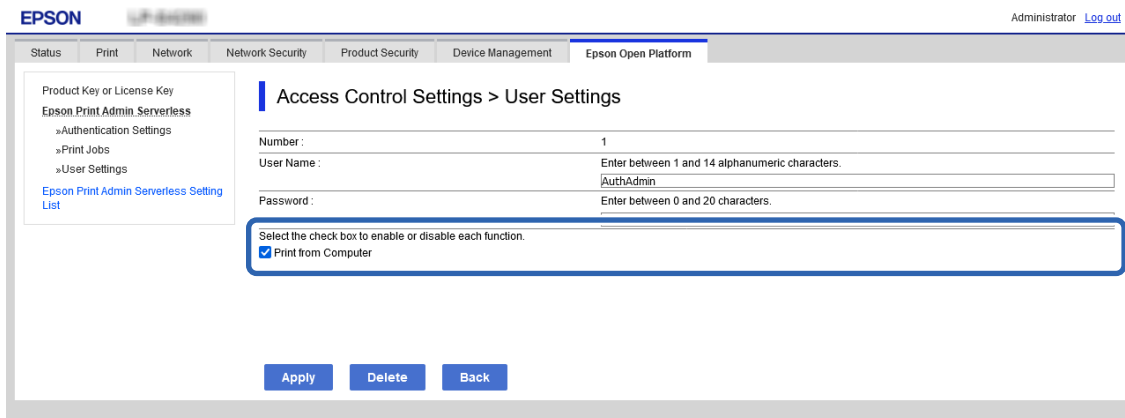 EPSON
Administrator Log out
Status Print Network Network Security Product Security Device Management Epson Open Platform
Product Key or License Key
Epson Print Admin Serverless
»Authentication Settings
»Print Jobs
»User Settings
Epson Print Admin Serverless Setting
List
Access Control Settings > User Settings
Number : 1
User Name : Enter between 1 and 14 alphanumeric characters.
AuthAdmin
Password : Enter between 0 and 20 characters.
Select the check box to enable or disable each function.
Print from Computer
Apply Delete Back